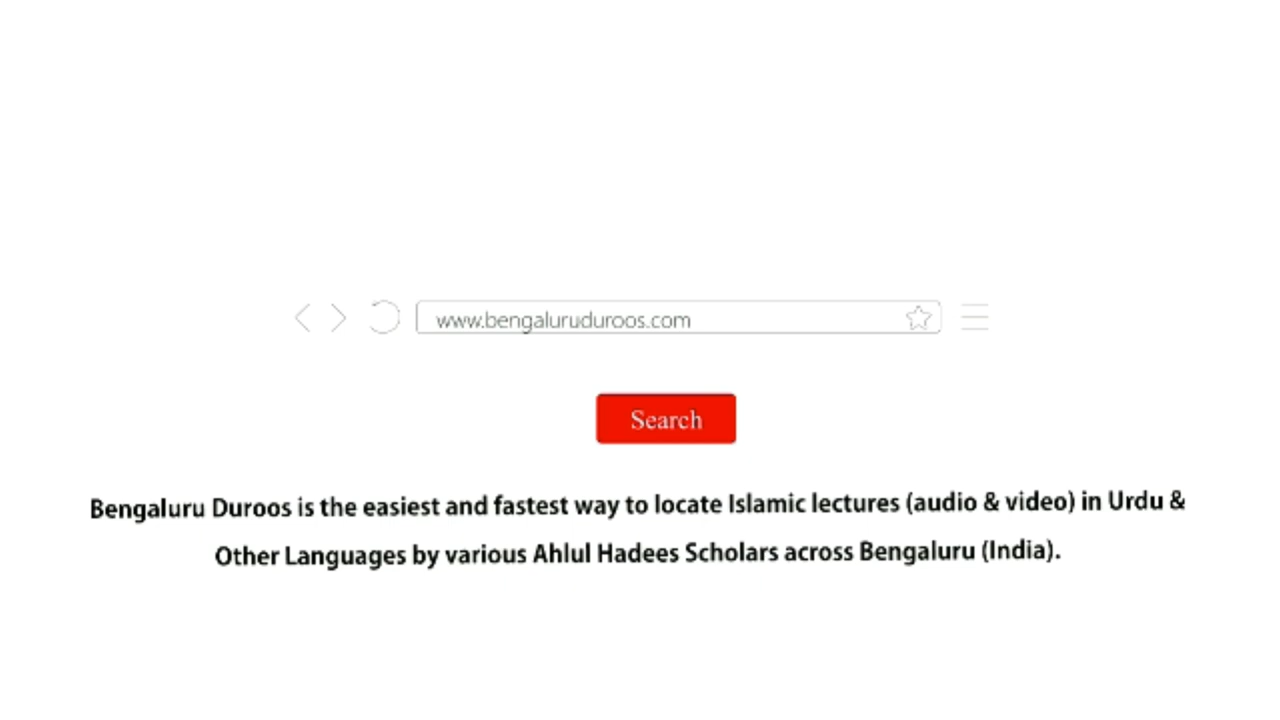 www.bengaluruduroos.com
Search
Bengaluru Duroos is the easiest and fastest way to locate Islamic lectures (audio & video) in Urdu &
Other Languages by various Ahlul Hadees Scholars across Bengaluru (India).